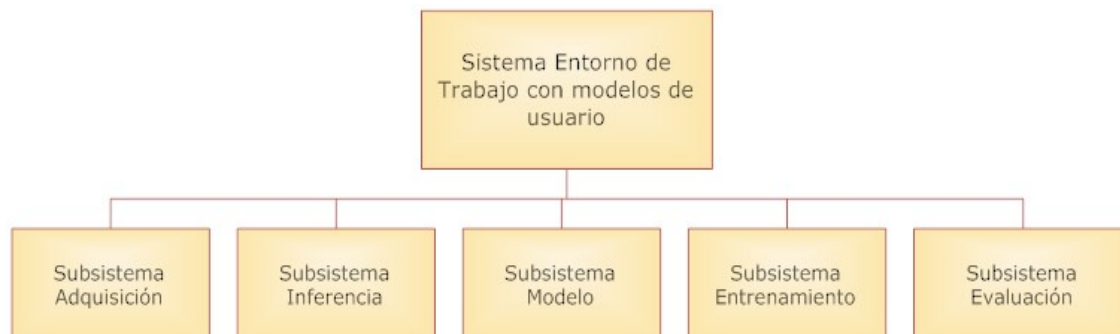 Sistema Entorno de
Trabajo con modelos de
usuario
Subsistema
Adquisición
Subsistema
Inferencia
Subsistema
Modelo
Subsistema
Entrenamiento
Subsistema
Evaluación